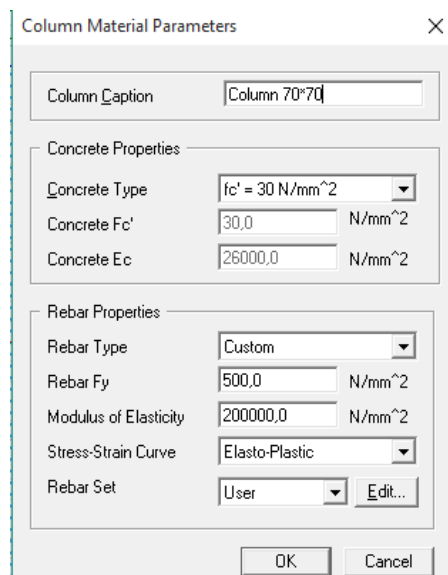 Column Material Parameters
Column Caption Column 70*70
Concrete Properties
Concrete Type fc' = 30 N/mm^2
Concrete Fc' 30,0 N/mm^2
Concrete Ec 26000,0 N/mm^2
Rebar Properties
Rebar Type Custom
Rebar Fy 500,0 N/mm^2
Modulus of Elasticity 200000,0 N/mm^2
Stress-Strain Curve Elasto-Plastic
Rebar Set User Edit...
OK Cancel